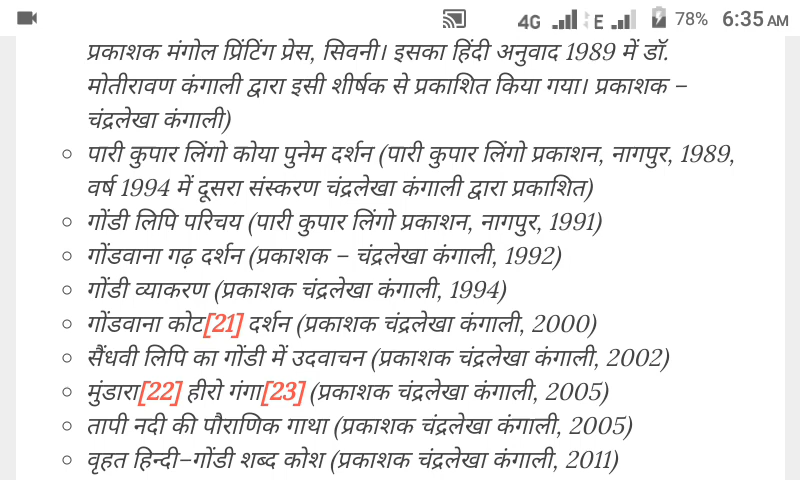 4G E 78% 6:35 AM
प्रकाशक मंगोल प्रिंटिंग प्रेस, सिवनी। इसका हिंदी अनुवाद 1989 में डॉ.
मोतीरावण कंगाली द्वारा इसी शीर्षक से प्रकाशित किया गया। प्रकाशक –
चंद्रलेखा कंगाली)
पारी कुपार लिंगो कोया पुनेम दर्शन (पारी कुपार लिंगो प्रकाशन, नागपुर, 1989,
वर्ष 1994 में दूसरा संस्करण चंद्रलेखा कंगाली द्वारा प्रकाशित)
गोंडी लिपि परिचय (पारी कुपार लिंगो प्रकाशन, नागपुर, 1991)
गोंडवाना गढ़ दर्शन (प्रकाशक – चंद्रलेखा कंगाली, 1992)
गोंडी व्याकरण (प्रकाशक चंद्रलेखा कंगाली, 1994)
गोंडवाना कोट[21] दर्शन (प्रकाशक चंद्रलेखा कंगाली, 2000)
सैंधवी लिपि का गोंडी में उदवाचन (प्रकाशक चंद्रलेखा कंगाली, 2002)
मुंडारा[22] हीरो गंगा[23] (प्रकाशक चंद्रलेखा कंगाली, 2005)
तापी नदी की पौराणिक गाथा (प्रकाशक चंद्रलेखा कंगाली, 2005)
वृहत हिन्दी–गोंडी शब्द कोश (प्रकाशक चंद्रलेखा कंगाली, 2011)